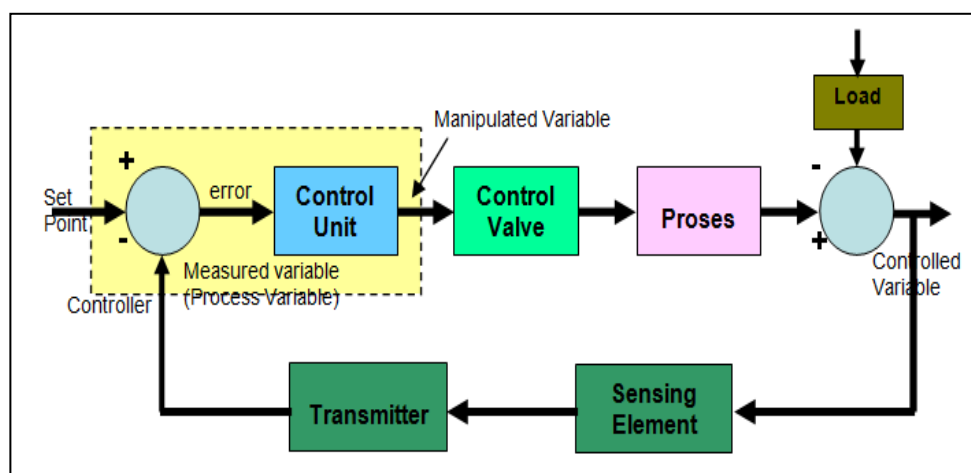 Load
Manipulated Variable
+
-
Set
Point
-
error
Control
Unit
Control
Valve
Proses
+
Measured variable
(Process Variable)
Controller
Controlled
Variable
Transmitter
Sensing
Element